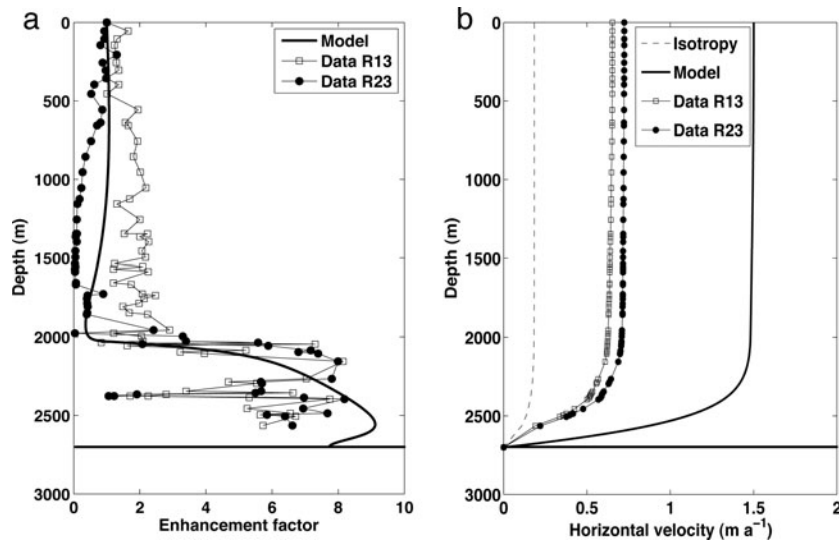 a
Model
Data R13
Data R23
Depth (m)
0
500
1000
1500
2000
2500
3000
0 2 4 6 8 10
Enhancement factor
b
Isotropy
Model
Data R13
Data R23
Depth (m)
0
500
1000
1500
2000
2500
3000
0 0.5 1 1.5 2
Horizontal velocity (m a⁻¹)